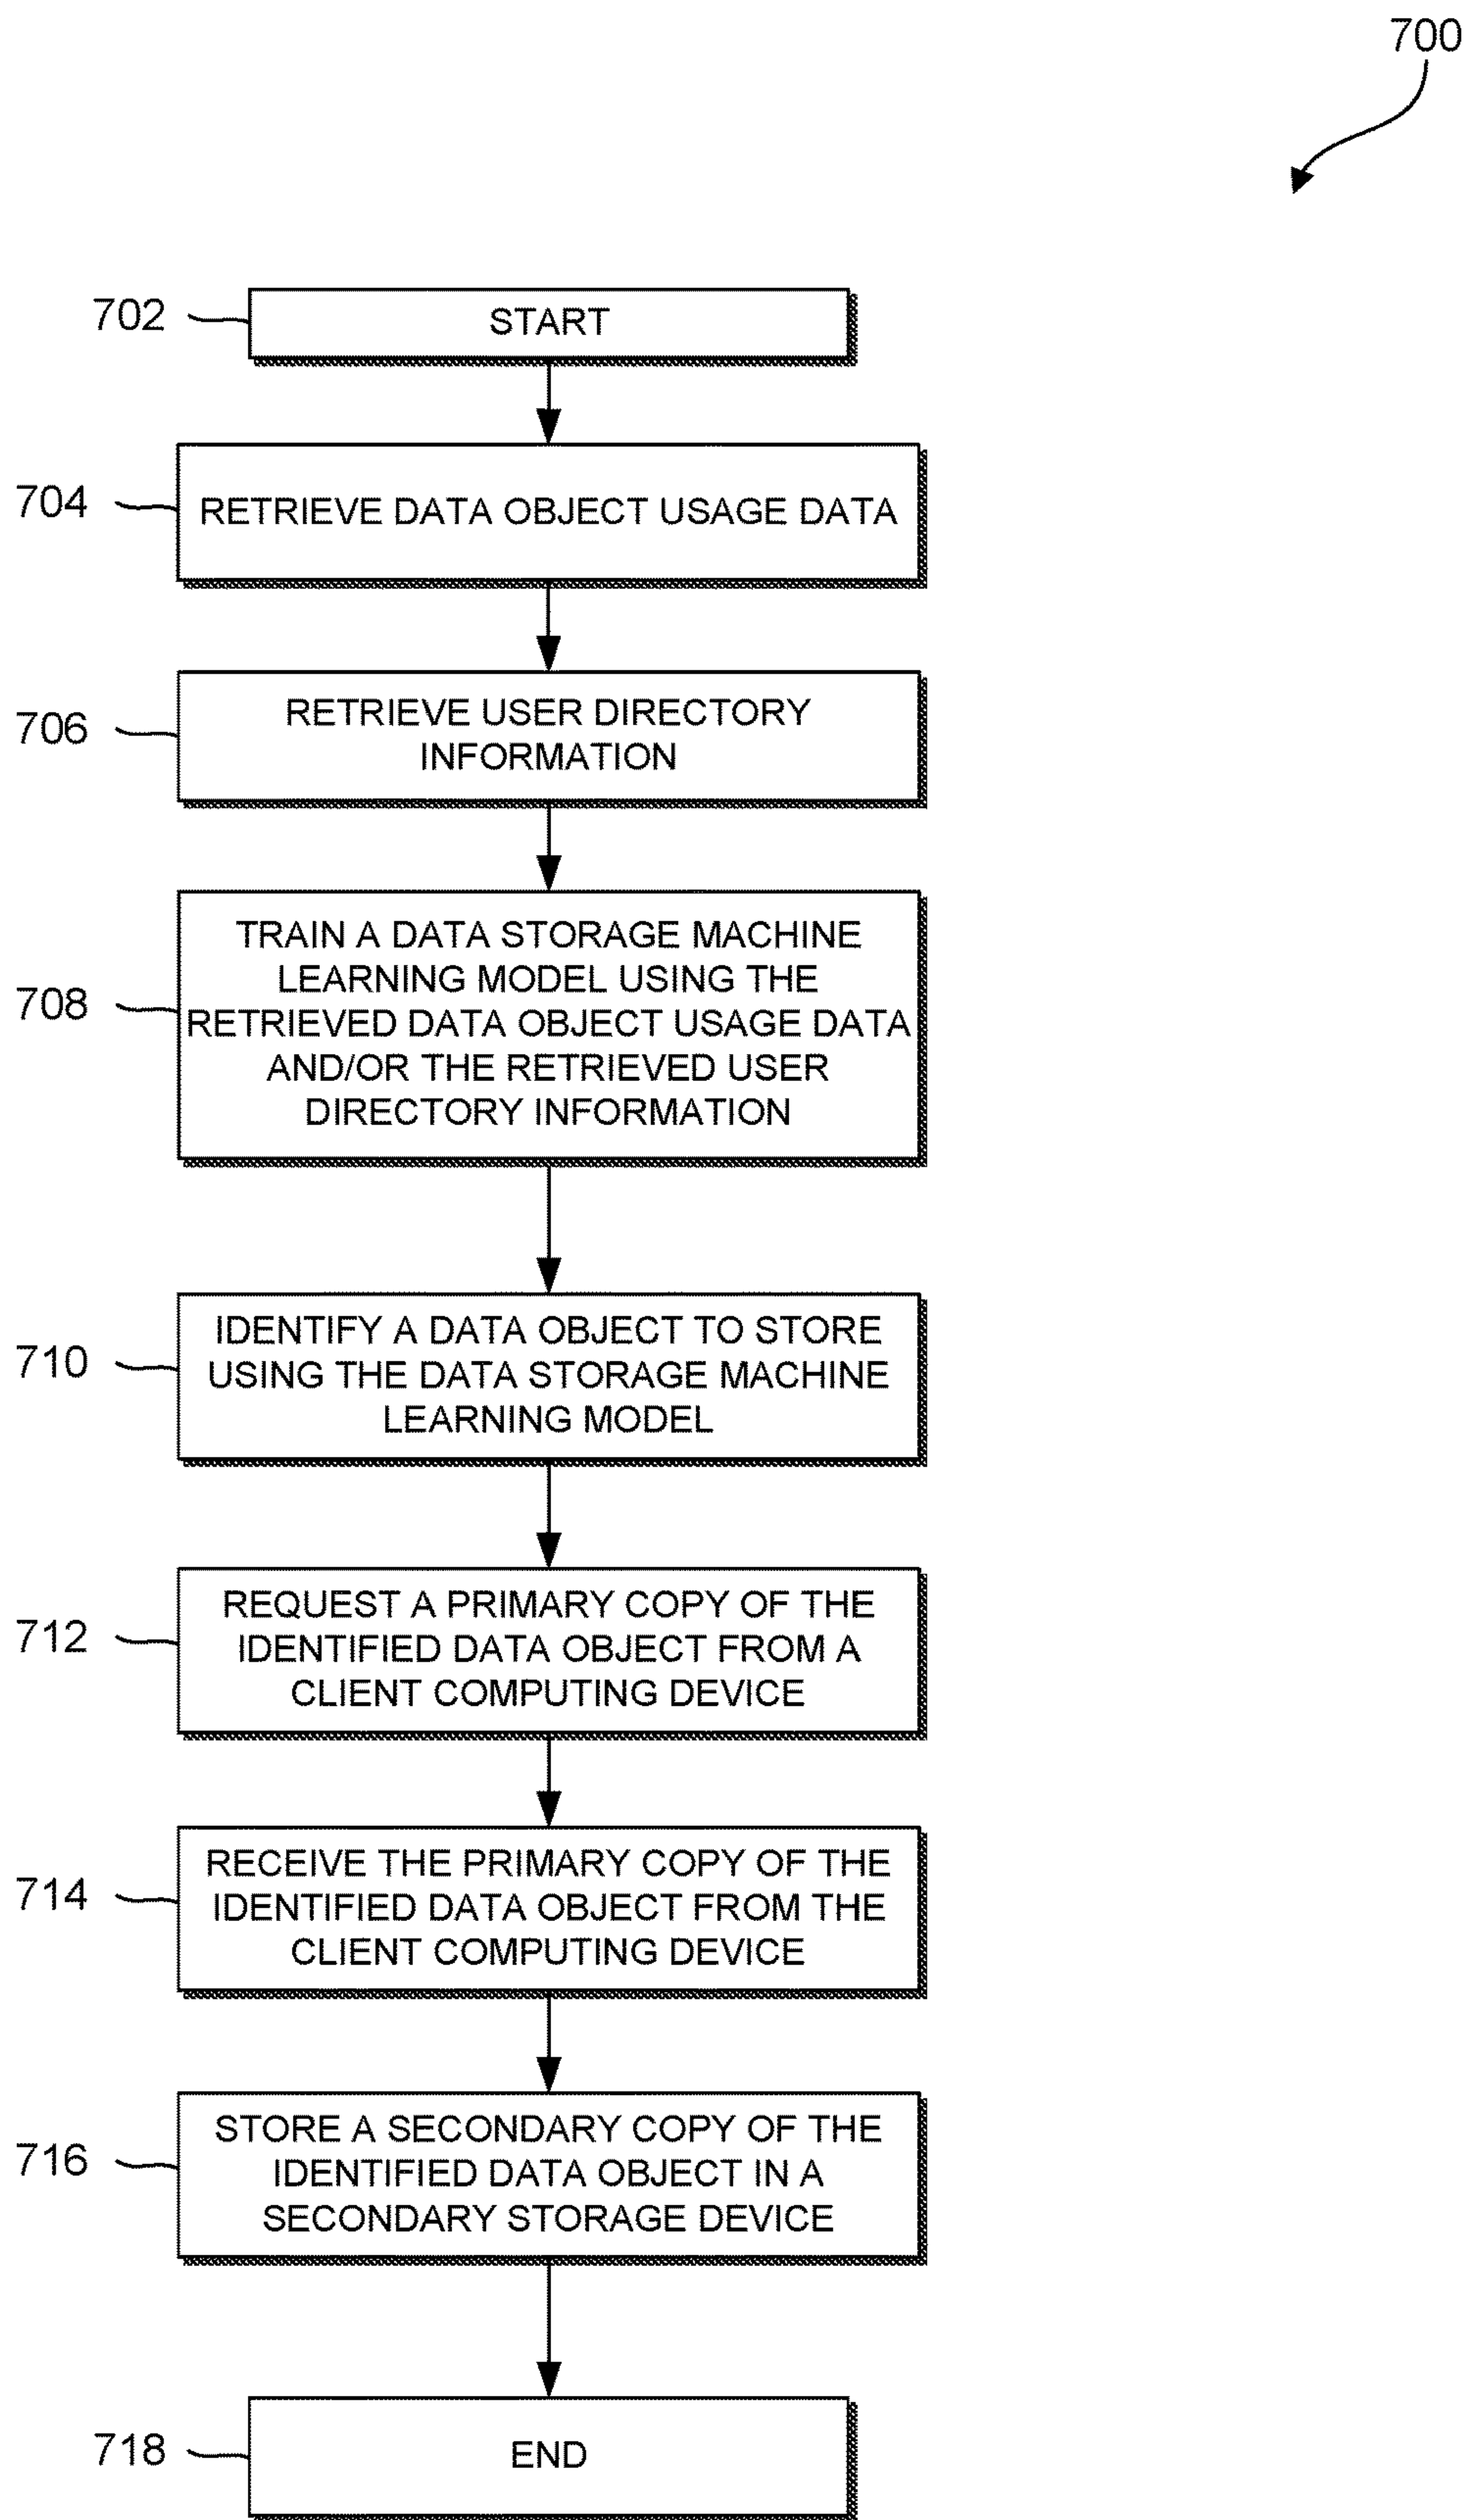 700
702
START
704
RETRIEVE DATA OBJECT USAGE DATA
706
RETRIEVE USER DIRECTORY
INFORMATION
708
TRAIN A DATA STORAGE MACHINE
LEARNING MODEL USING THE
RETRIEVED DATA OBJECT USAGE DATA
AND/OR THE RETRIEVED USER
DIRECTORY INFORMATION
710
IDENTIFY A DATA OBJECT TO STORE
USING THE DATA STORAGE MACHINE
LEARNING MODEL
712
REQUEST A PRIMARY COPY OF THE
IDENTIFIED DATA OBJECT FROM A
CLIENT COMPUTING DEVICE
714
RECEIVE THE PRIMARY COPY OF THE
IDENTIFIED DATA OBJECT FROM THE
CLIENT COMPUTING DEVICE
716
STORE A SECONDARY COPY OF THE
IDENTIFIED DATA OBJECT IN A
SECONDARY STORAGE DEVICE
718
END